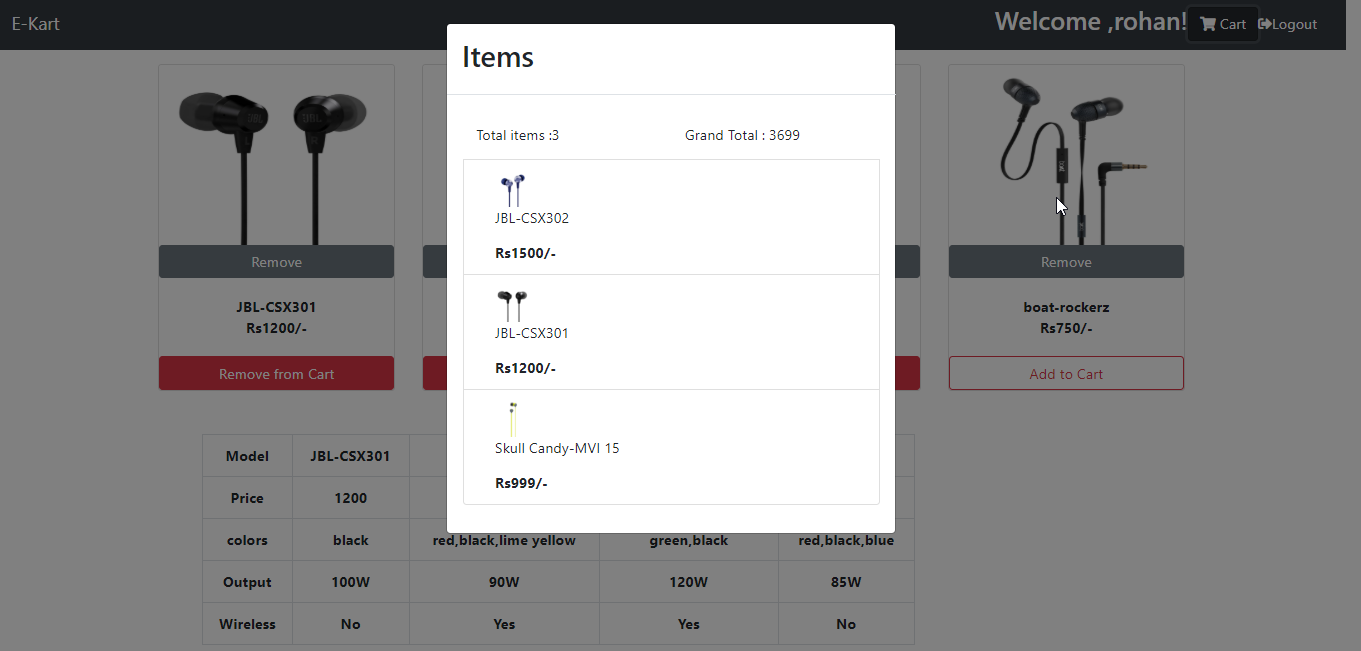 E-Kart
Welcome ,rohan!
Cart
Logout
Items
Total items :3
Grand Total : 3699
JBL-CSX302
Rs1500/-
JBL-CSX301
Rs1200/-
Skull Candy-MVI 15
Rs999/-
JBL
Remove
JBL-CSX301
Rs1200/-
Remove from Cart
Remove
boat-rockerz
Rs750/-
Add to Cart
Model JBL-CSX301
Price 1200
colors black red,black,lime yellow green,black red,black,blue
Output 100W 90W 120W 85W
Wireless No Yes Yes No